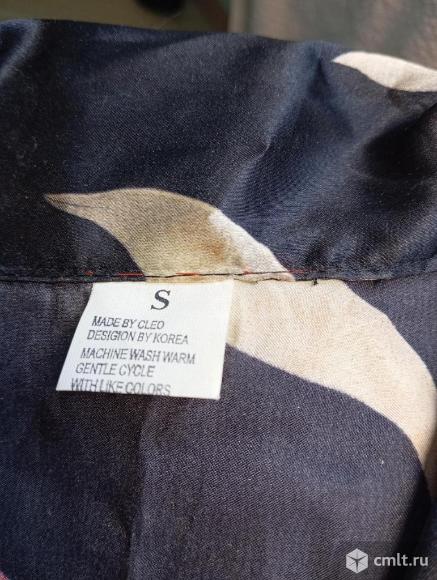 S
MADE BY CLEO
DESIGION BY KOREA
MACHINE WASH WARM
GENTLE CYCLE
WITH LIKE COLORS
cmlt.ru